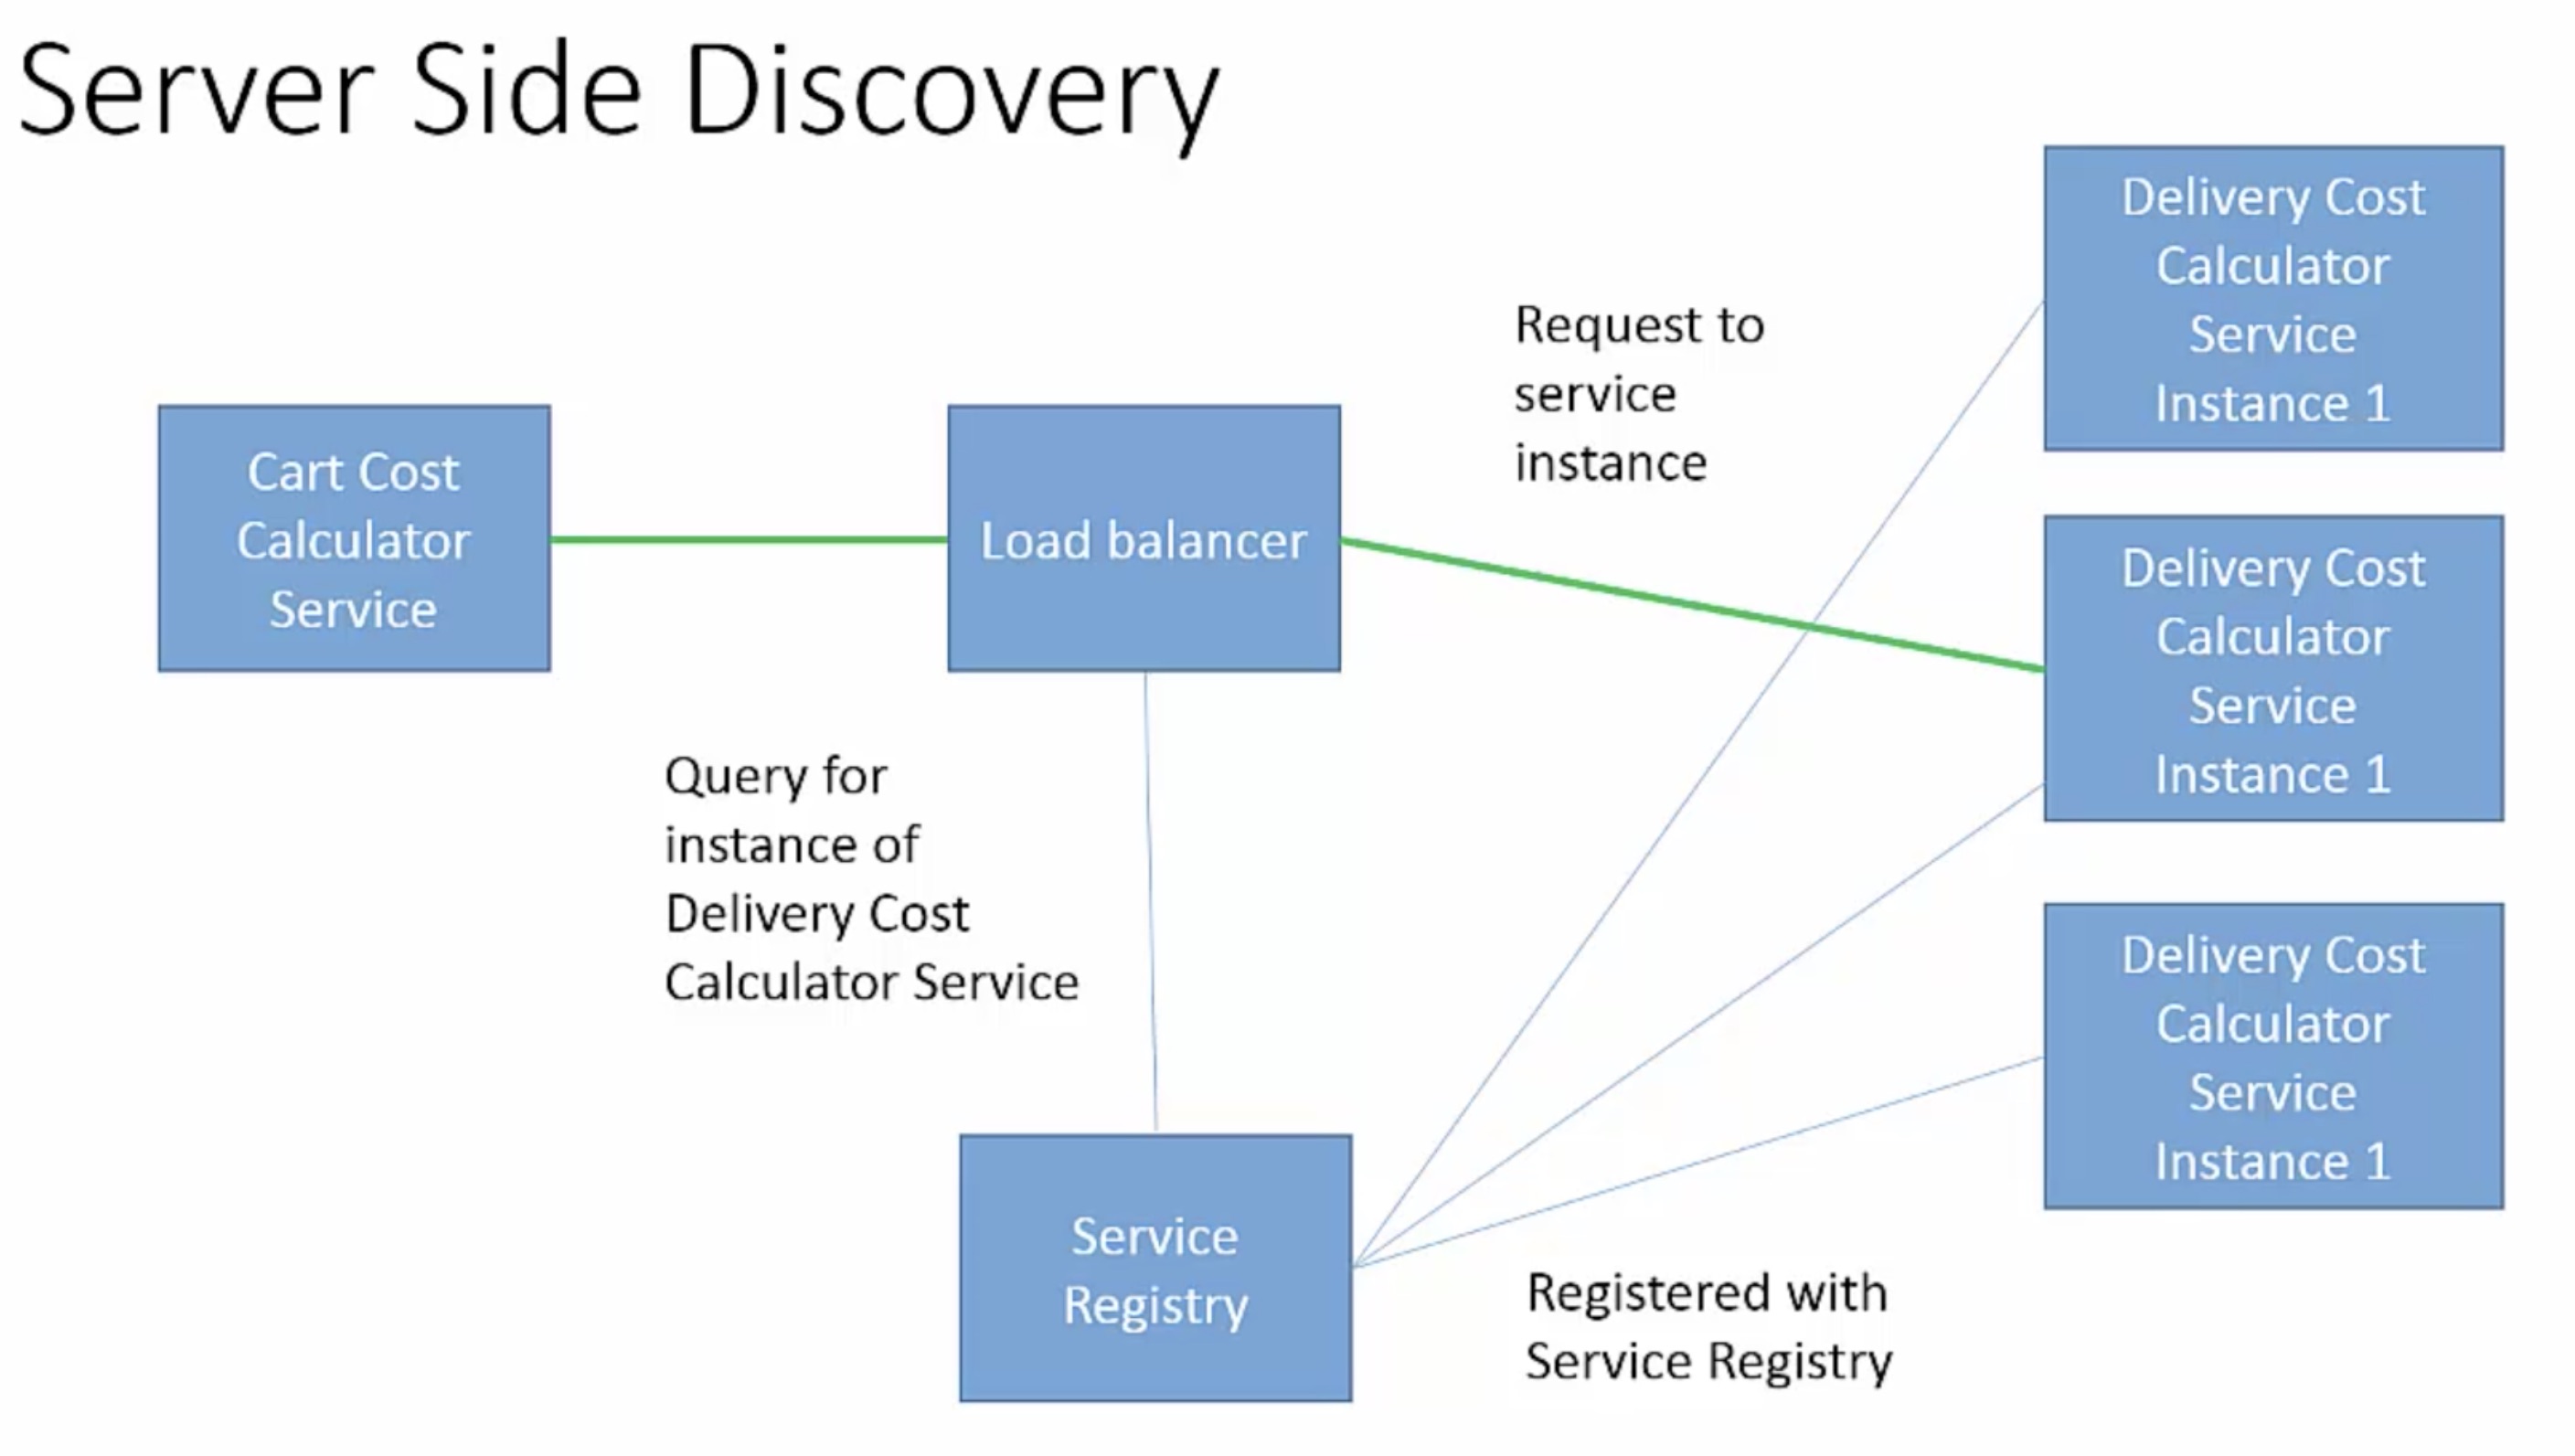 Server Side Discovery
Cart Cost
Calculator
Service
Load balancer
Request to
service
instance
Delivery Cost
Calculator
Service
Instance 1
Delivery Cost
Calculator
Service
Instance 1
Delivery Cost
Calculator
Service
Instance 1
Query for
instance of
Delivery Cost
Calculator Service
Service
Registry
Registered with
Service Registry